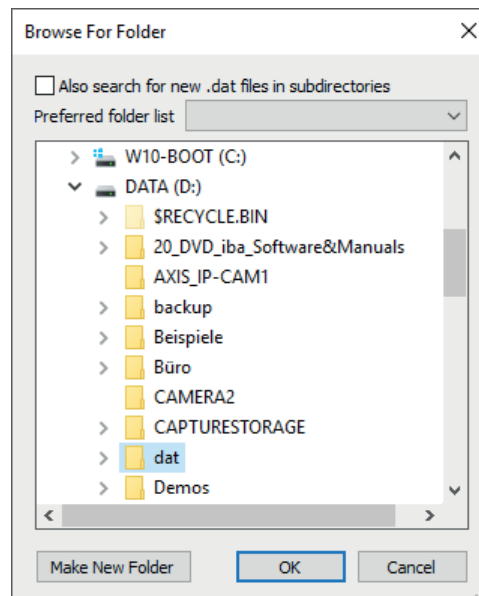 Browse For Folder
Also search for new .dat files in subdirectories
Preferred folder list
W10-BOOT (C:)
DATA (D:)
$RECYCLE.BIN
20_DVD_iba_Software&Manuals
AXIS_IP-CAM1
backup
Beispiele
Büro
CAMERA2
CAPTURESTORAGE
dat
Demos
Make New Folder OK Cancel